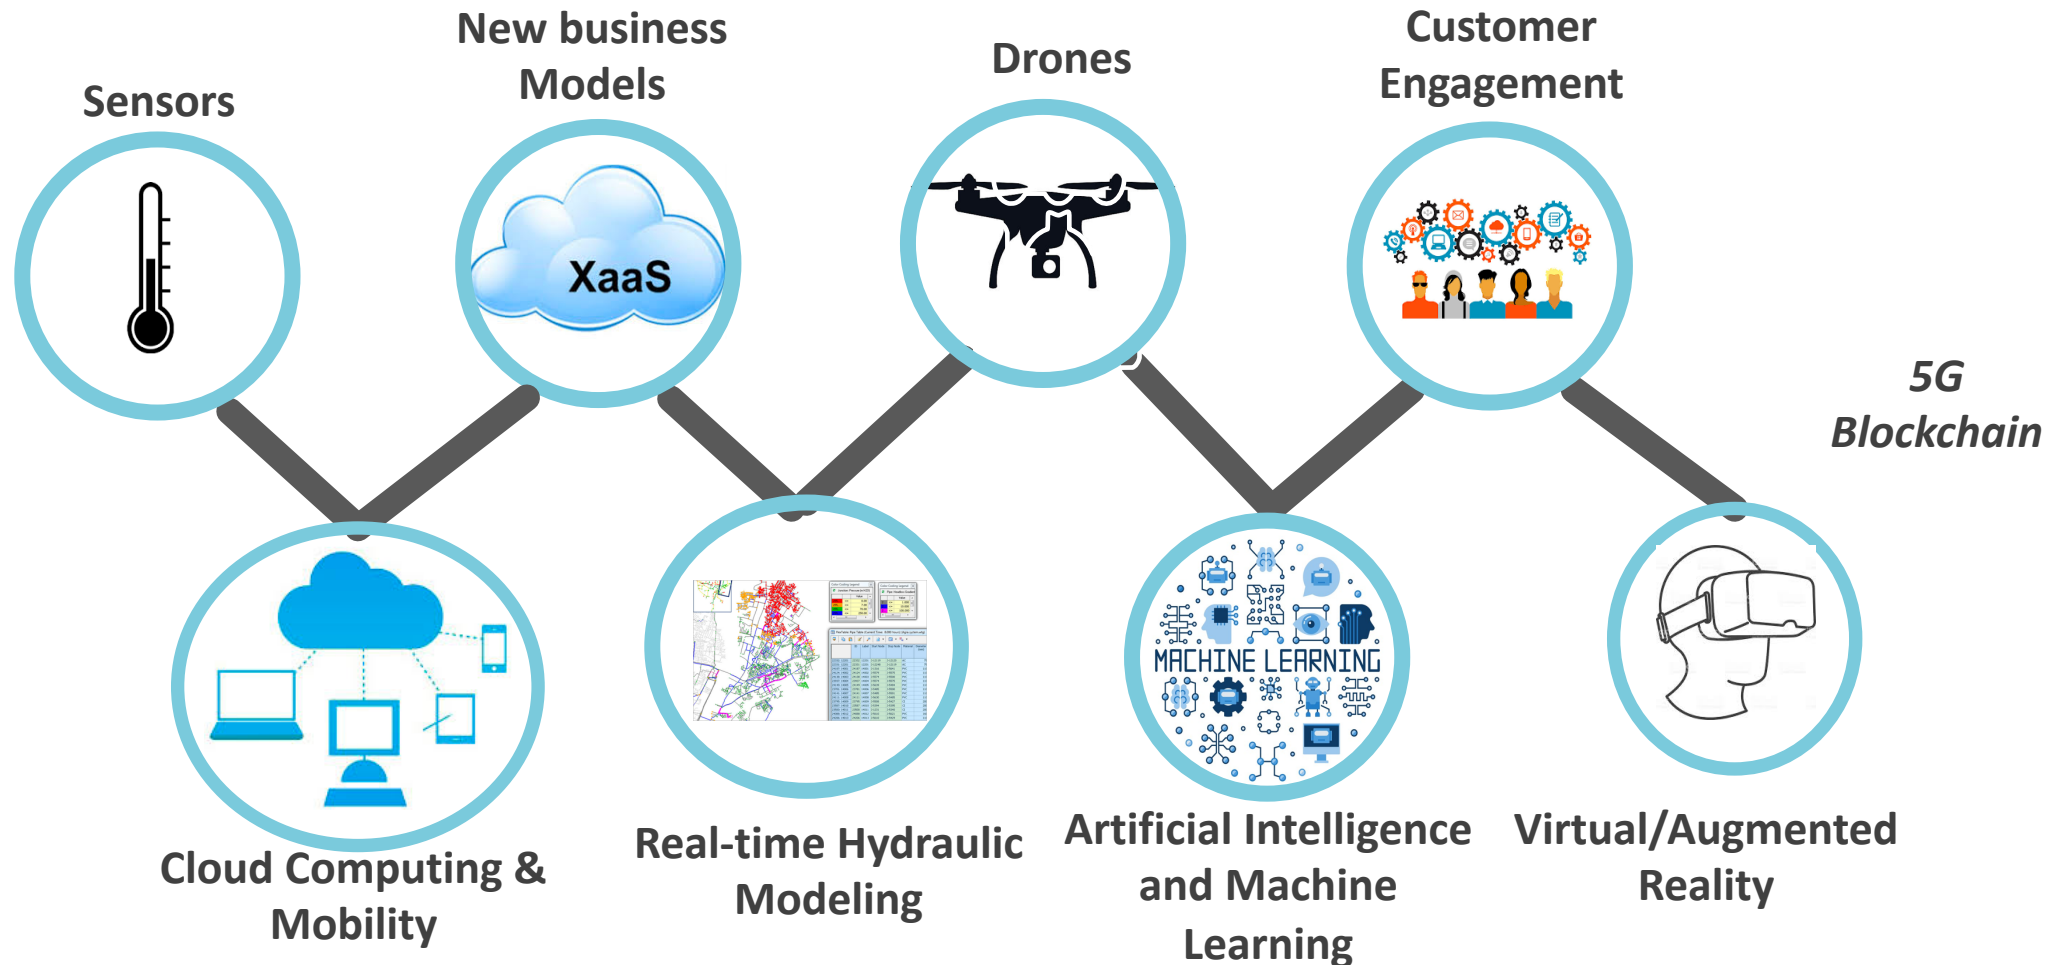 Sensors
New business
Models
Drones
Customer
Engagement
XaaS
5G
Blockchain
MACHINE LEARNING
Cloud Computing &
Mobility
Real-time Hydraulic
Modeling
Artificial Intelligence
and Machine
Learning
Virtual/Augmented
Reality